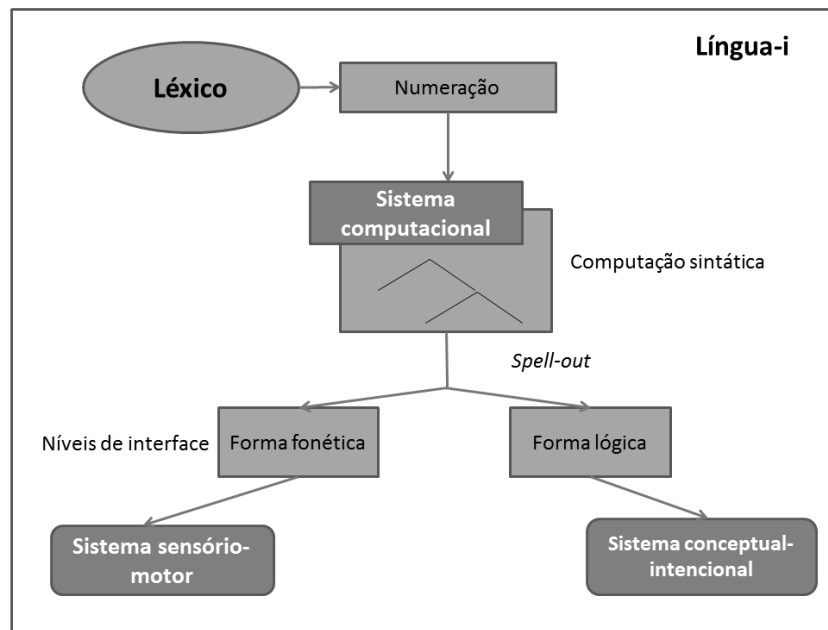 Língua-i
Léxico
Numeração
Sistema
computacional
Computação sintática
Spell-out
Níveis de interface
Forma fonética
Forma lógica
Sistema sensório-
motor
Sistema conceptual-
intencional